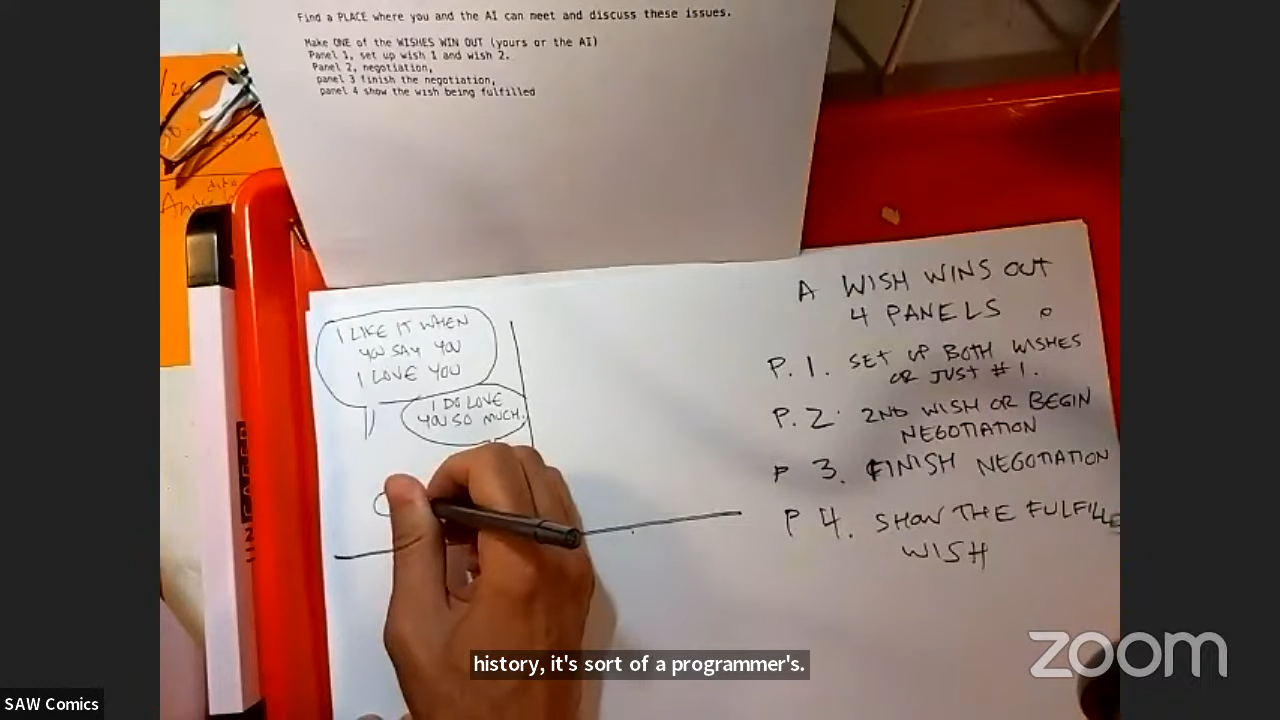 Find a PLACE where you and the AI can meet and discuss these issues.
Make ONE of the WISHES WIN OUT (yours or the AI)
Panel 1, set up wish 1 and wish 2.
Panel 2, negotiation,
panel 3 finish the negotiation,
panel 4 show the wish being fulfilled
I LIKE IT WHEN
YOU SAY YOU
I LOVE YOU
I DO LOVE
YOU SO MUCH.
A WISH WINS OUT
4 PANELS
P. 1. SET UP BOTH WISHES
OR JUST #1.
P. 2. 2ND WISH OR BEGIN
NEGOTIATION
P 3. FINISH NEGOTIATION
P 4. SHOW THE FULFILLE
WISH
history, it's sort of a programmer's.
zoom
SAW Comics